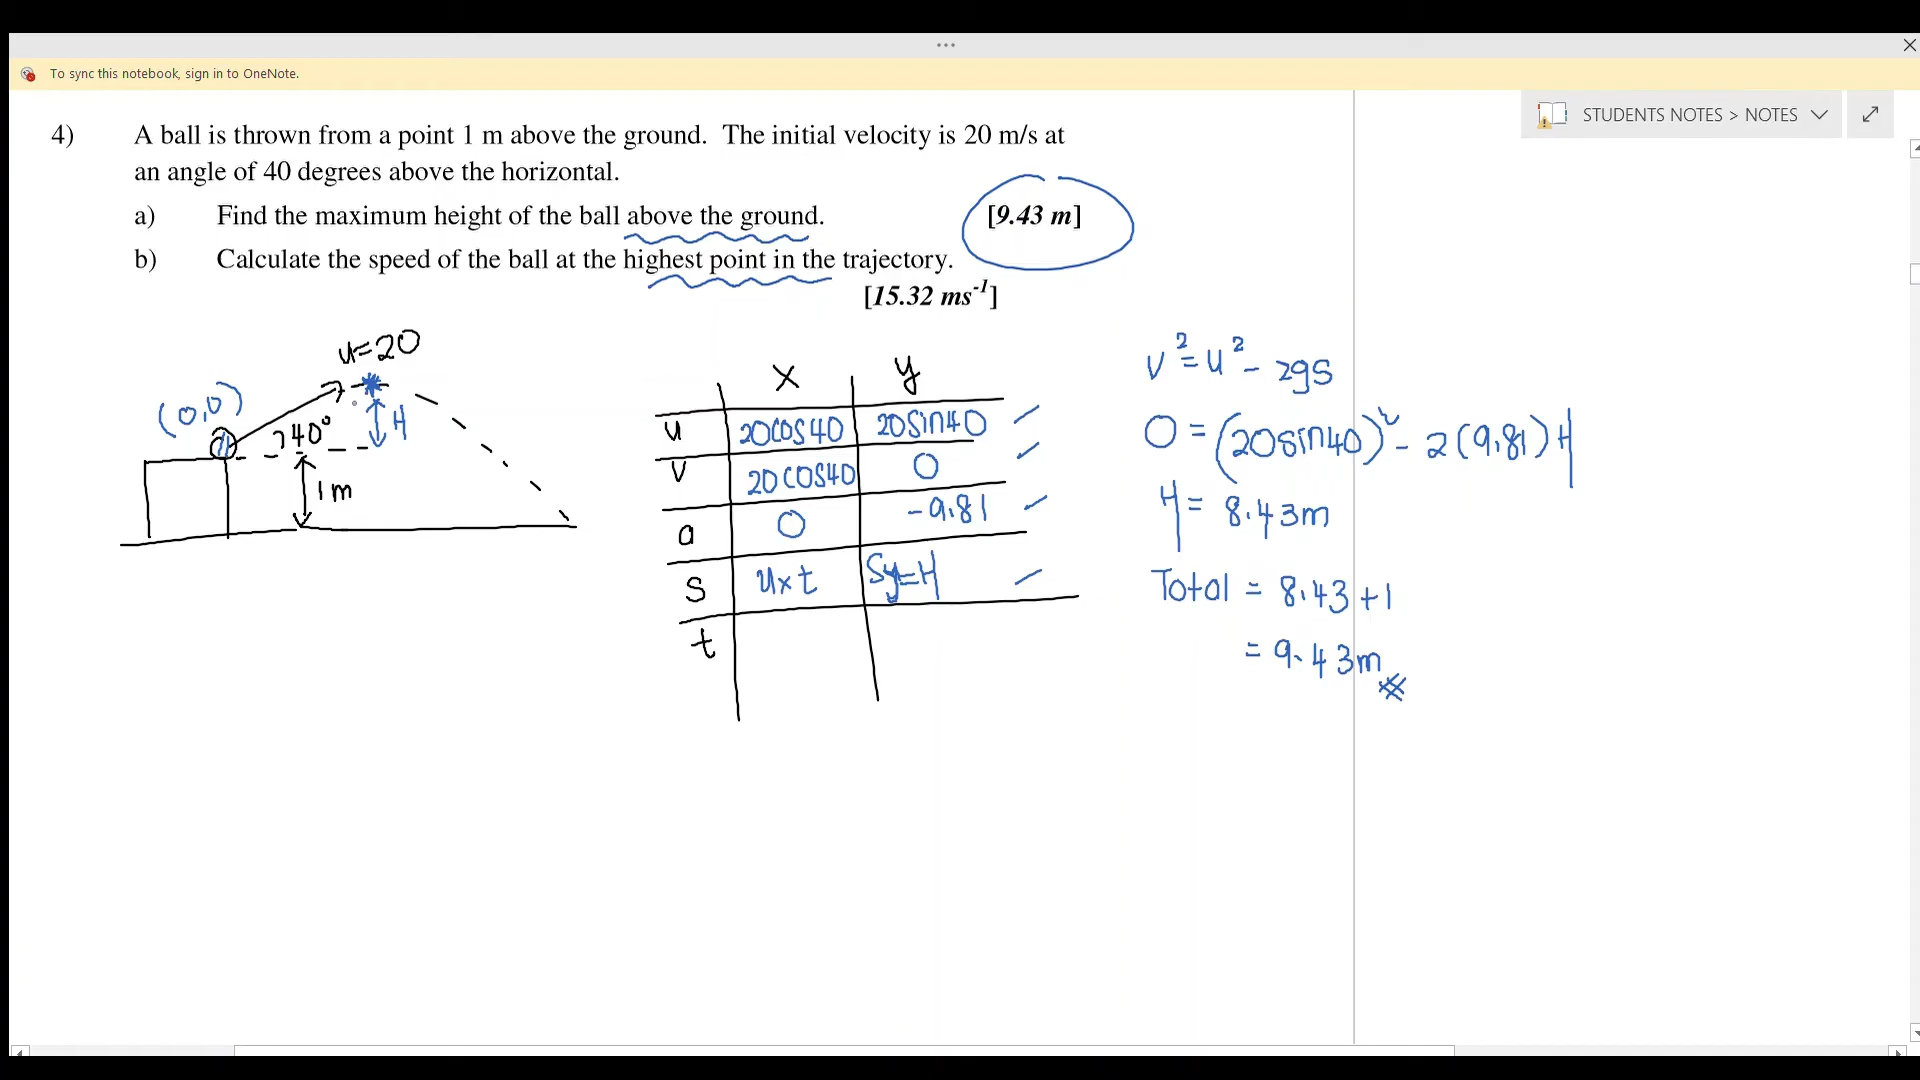 To sync this notebook, sign in to OneNote.
STUDENTS NOTES > NOTES
4) A ball is thrown from a point 1 m above the ground. The initial velocity is 20 m/s at
an angle of 40 degrees above the horizontal.
a) Find the maximum height of the ball above the ground. [9.43 m]
b) Calculate the speed of the ball at the highest point in the trajectory.
[15.32 ms⁻¹]
u=20
(0,0)
40°
H
1m
x y
u 20cos40 20sin40
v 20cos40 0
a 0 -9.81
s uxt Sy=H
t
v² = u² - 2gs
0 = (20sin40)² - 2(9.81)H
H = 8.43m
Total = 8.43+1
= 9.43m